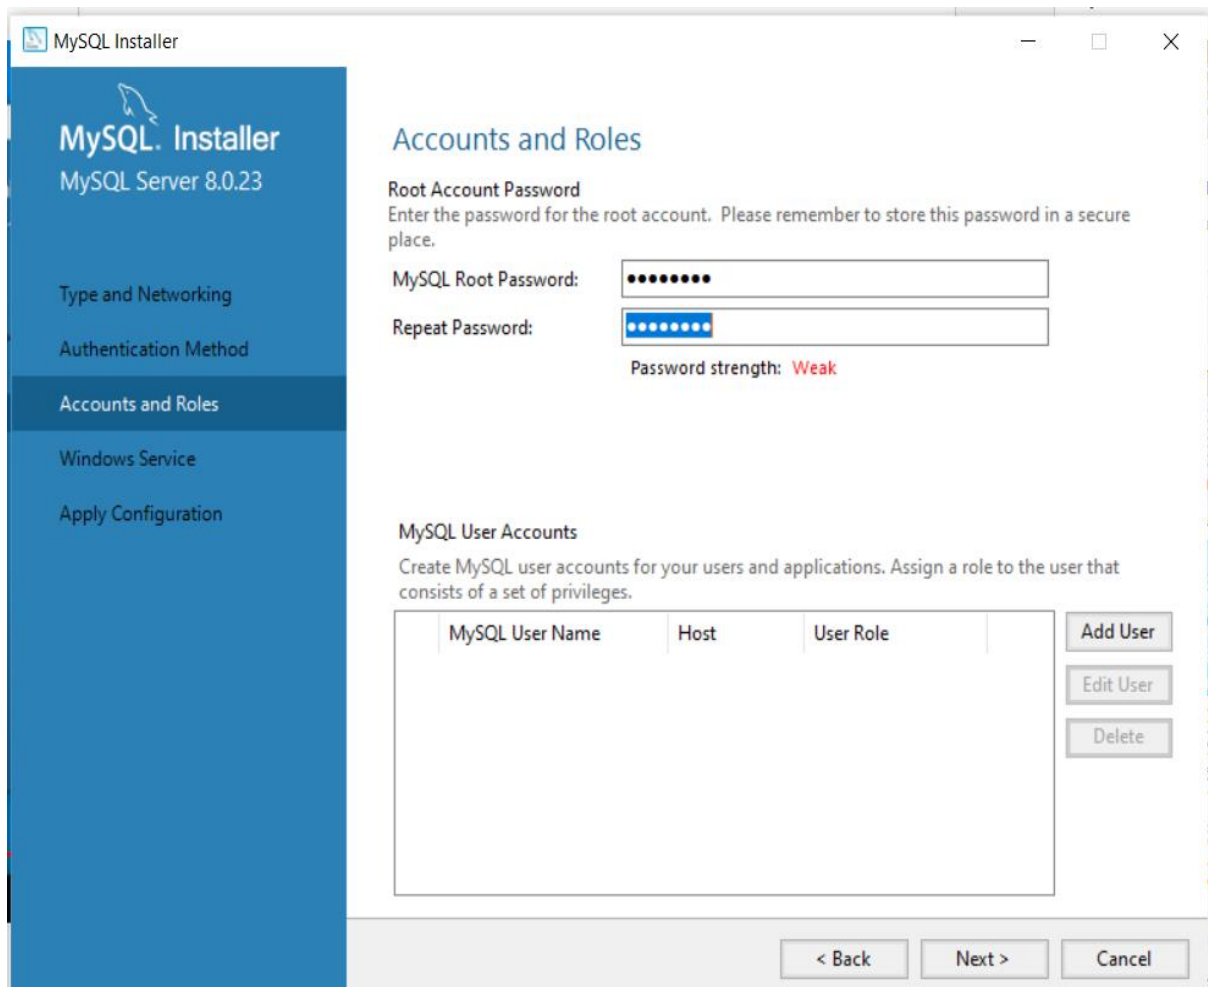 MySQL Installer
MySQL. Installer
MySQL Server 8.0.23
Type and Networking
Authentication Method
Accounts and Roles
Windows Service
Apply Configuration
Accounts and Roles
Root Account Password
Enter the password for the root account. Please remember to store this password in a secure
place.
MySQL Root Password:
Repeat Password:
Password strength: Weak
MySQL User Accounts
Create MySQL user accounts for your users and applications. Assign a role to the user that
consists of a set of privileges.
MySQL User Name Host User Role
Add User
Edit User
Delete
< Back Next > Cancel